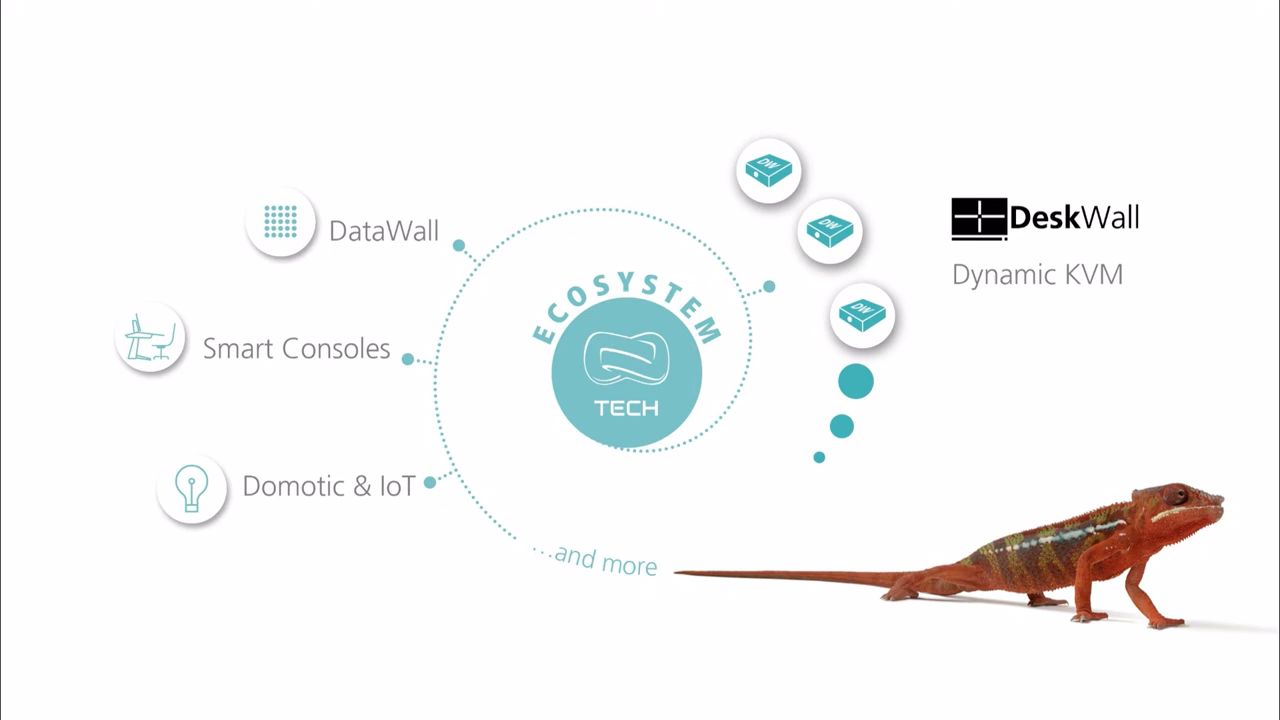 DW
DW
DW
DataWall
DeskWall
Dynamic KVM
ECOSYSTEM
TECH
Smart Consoles
Domotic & IoT
...and more